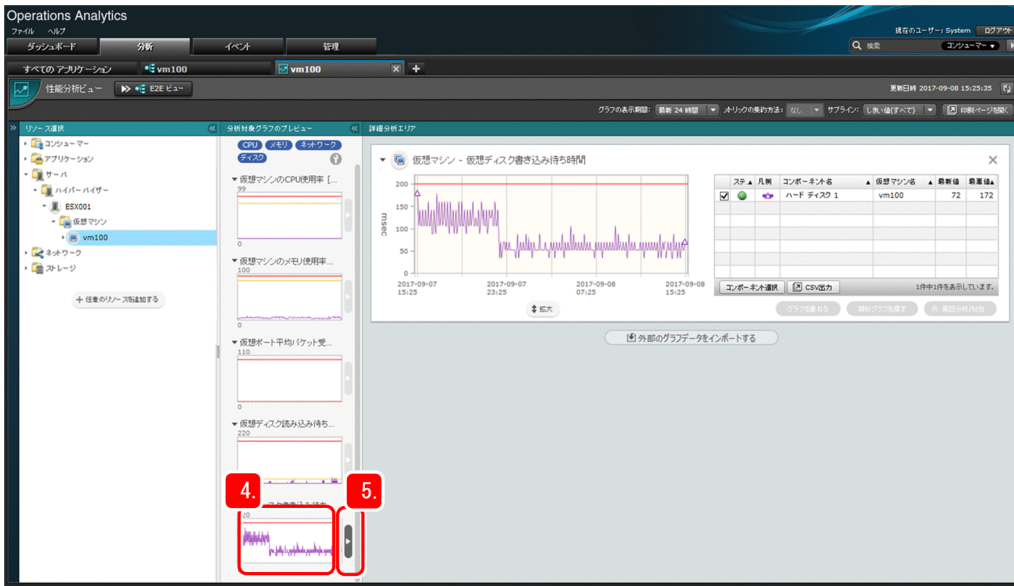 Operations Analytics
ファイル ヘルプ
現在のユーザー: System ログアウト
ダッシュボード 分析 イベント 管理
検索 コンシューマー
すべての アプリケーション vm100 vm100
性能分析ビュー E2E ビュー
更新日時 2017-09-08 15:25:35
グラフの表示期間: 最新 24 時間 メトリックの集約方法: なし サブライン: しきい値(すべて) 印刷ページを開く
リソース選択 分析対象グラフのプレビュー 詳細分析エリア
コンシューマー
アプリケーション
サーバ
ハイパーバイザー
ESX001
仮想マシン
vm100
ネットワーク
ストレージ
+ 任意のリソースを追加する
CPU メモリ ネットワーク
ディスク
仮想マシンのCPU使用率 [...
99
0
仮想マシンのメモリ使用率...
100
0
仮想ポート平均パケット受...
110
0
仮想ディスク読み込み待ち...
220
4. 5.
仮想マシン - 仮想ディスク書き込み待ち時間
msec
200
150
100
50
0
2017-09-07 2017-09-07 2017-09-08 2017-09-08
15:25 23:25 07:25 15:25
拡大
ステ 凡例 コンポーネント名 仮想マシン名 最新値 最悪値
ハード ディスク 1 vm100 72 172
コンポーネント選択 CSV出力 1件中1件を表示しています。
グラフを重ねる 類似グラフを探す
外部のグラフデータをインポートする